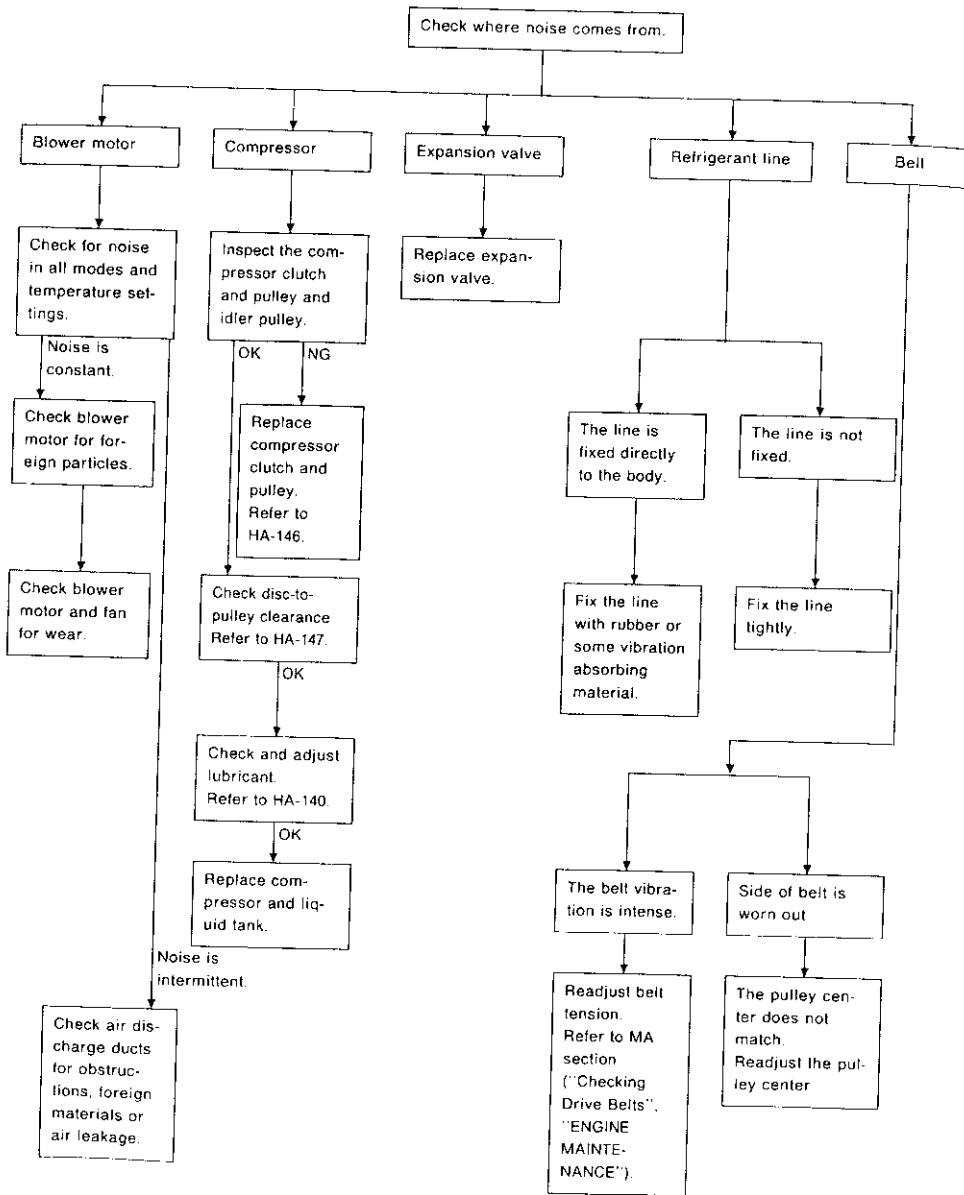 Check where noise comes from.
Blower motor
Compressor
Expansion valve
Refrigerant line
Belt
Check for noise
in all modes and
temperature set-
tings.
Inspect the com-
pressor clutch
and pulley and
idler pulley.
Replace expan-
sion valve.
Noise is
constant.
OK
NG
Check blower
motor for for-
eign particles.
Replace
compressor
clutch and
pulley.
Refer to
HA-146.
The line is
fixed directly
to the body.
The line is not
fixed.
Check blower
motor and fan
for wear.
Check disc-to-
pulley clearance
Refer to HA-147.
OK
Fix the line
with rubber or
some vibration
absorbing
material.
Fix the line
tightly.
Check and adjust
lubricant.
Refer to HA-140.
OK
Replace com-
pressor and liq-
uid tank.
The belt vibra-
tion is intense.
Side of belt is
worn out
Noise is
intermittent.
Check air dis-
charge ducts
for obstruc-
tions, foreign
materials or
air leakage.
Readjust belt
tension.
Refer to MA
section
(''Checking
Drive Belts'',
''ENGINE
MAINTE-
NANCE'').
The pulley cen-
ter does not
match.
Readjust the pul-
ley center